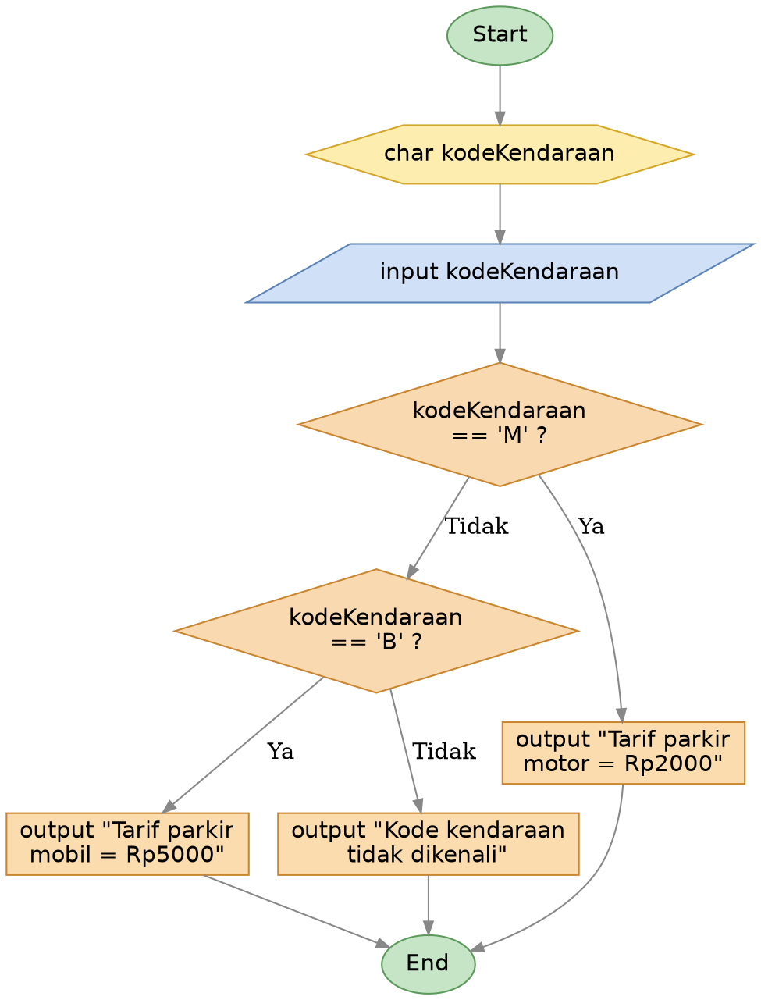 Start
char kodeKendaraan
input kodeKendaraan
kodeKendaraan
== 'M' ?
Tidak
Ya
kodeKendaraan
== 'B' ?
Ya
Tidak
output "Tarif parkir
motor = Rp2000"
output "Tarif parkir
mobil = Rp5000"
output "Kode kendaraan
tidak dikenali"
End